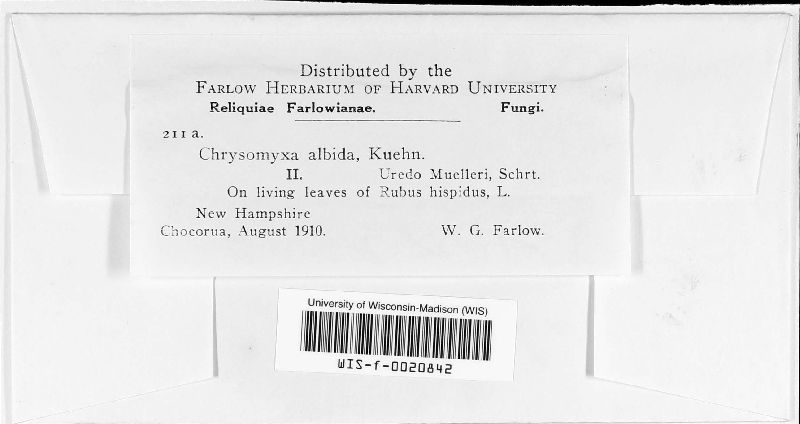 Distributed by the
FARLOW HERBARIUM OF HARVARD UNIVERSITY
Reliquiae Farlowianae. Fungi.
211a.
Chrysomyxa albida, Kuehn.
II. Uredo Muelleri, Schrt.
On living leaves of Rubus hispidus, L.
New Hampshire
Chocorua, August 1910. W. G. Farlow.
University of Wisconsin-Madison (WIS)
WIS-f-0020842